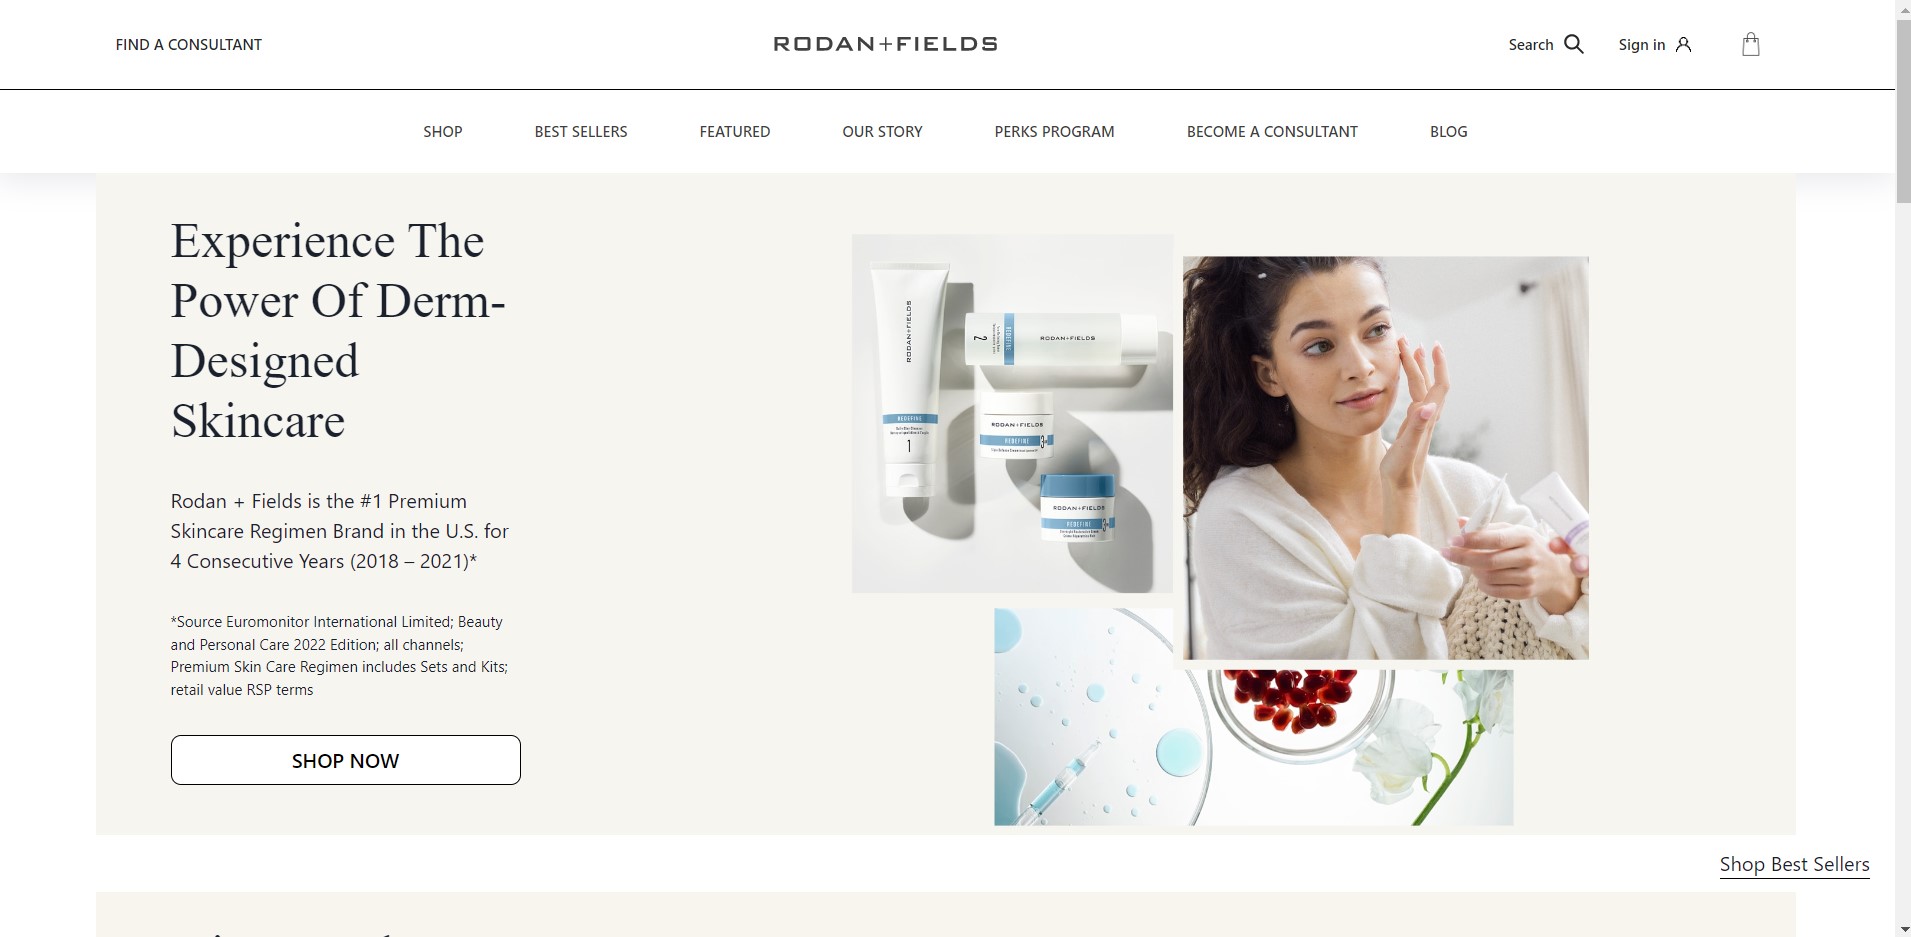 FIND A CONSULTANT
RODAN+FIELDS
Search
Sign in
SHOP
BEST SELLERS
FEATURED
OUR STORY
PERKS PROGRAM
BECOME A CONSULTANT
BLOG
Experience The
Power Of Derm-
Designed
Skincare
Rodan + Fields is the #1 Premium
Skincare Regimen Brand in the U.S. for
4 Consecutive Years (2018 – 2021)*
*Source Euromonitor International Limited; Beauty
and Personal Care 2022 Edition; all channels;
Premium Skin Care Regimen includes Sets and Kits;
retail value RSP terms
SHOP NOW
RODAN+FIELDS
REDEFINE
1
2
REDEFINE
RODAN+FIELDS
RODAN+FIELDS
REDEFINE
3
RODAN+FIELDS
REDEFINE
3
Shop Best Sellers